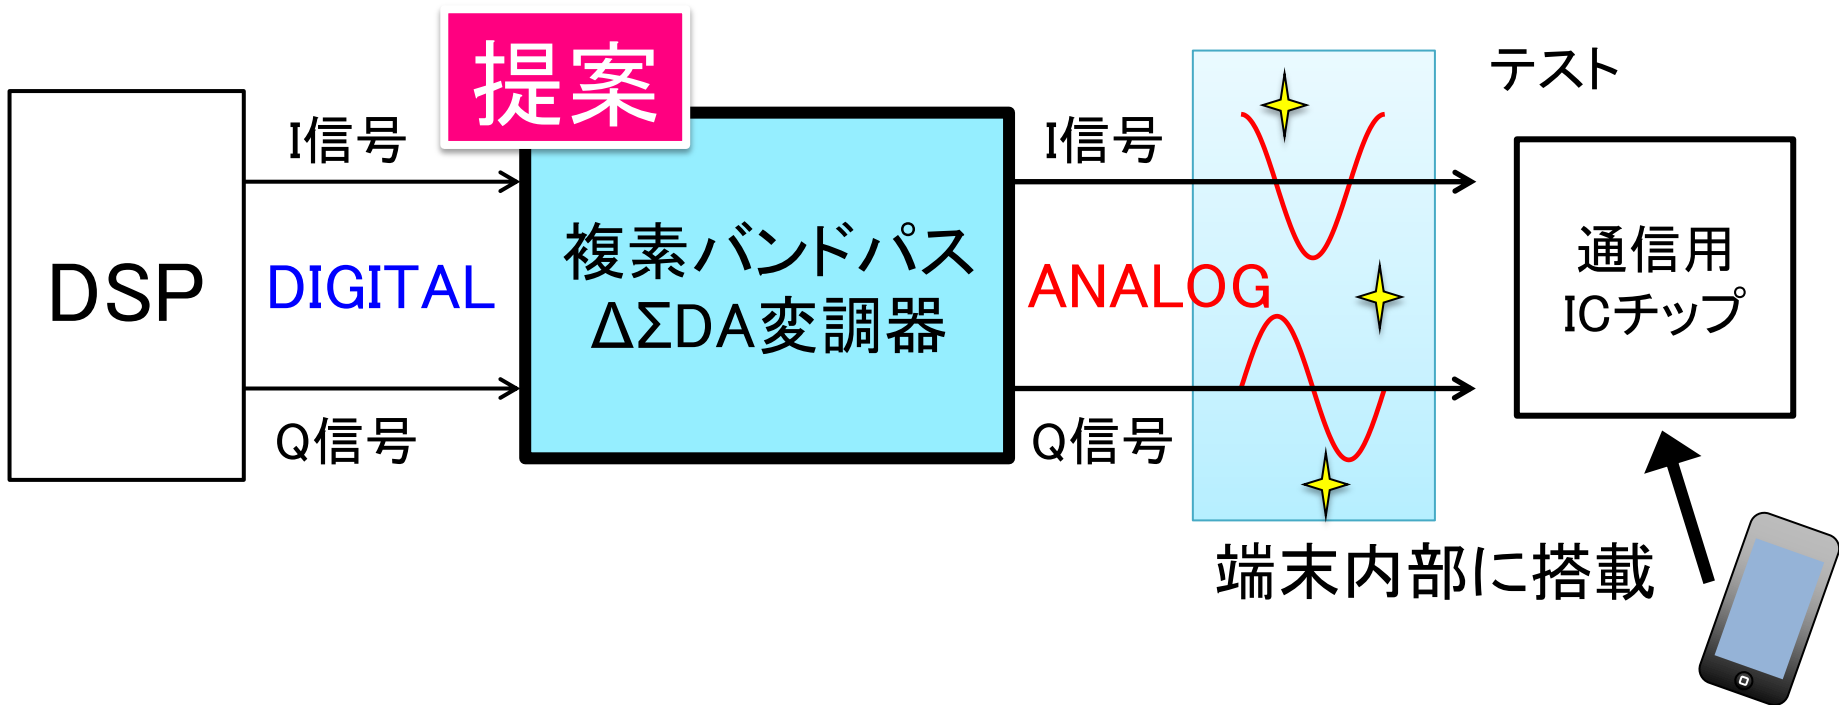 提案
テスト
I信号
I信号
DSP
DIGITAL
複素バンドパス
ΔΣDA変調器
ANALOG
通信用
ICチップ
Q信号
Q信号
端末内部に搭載